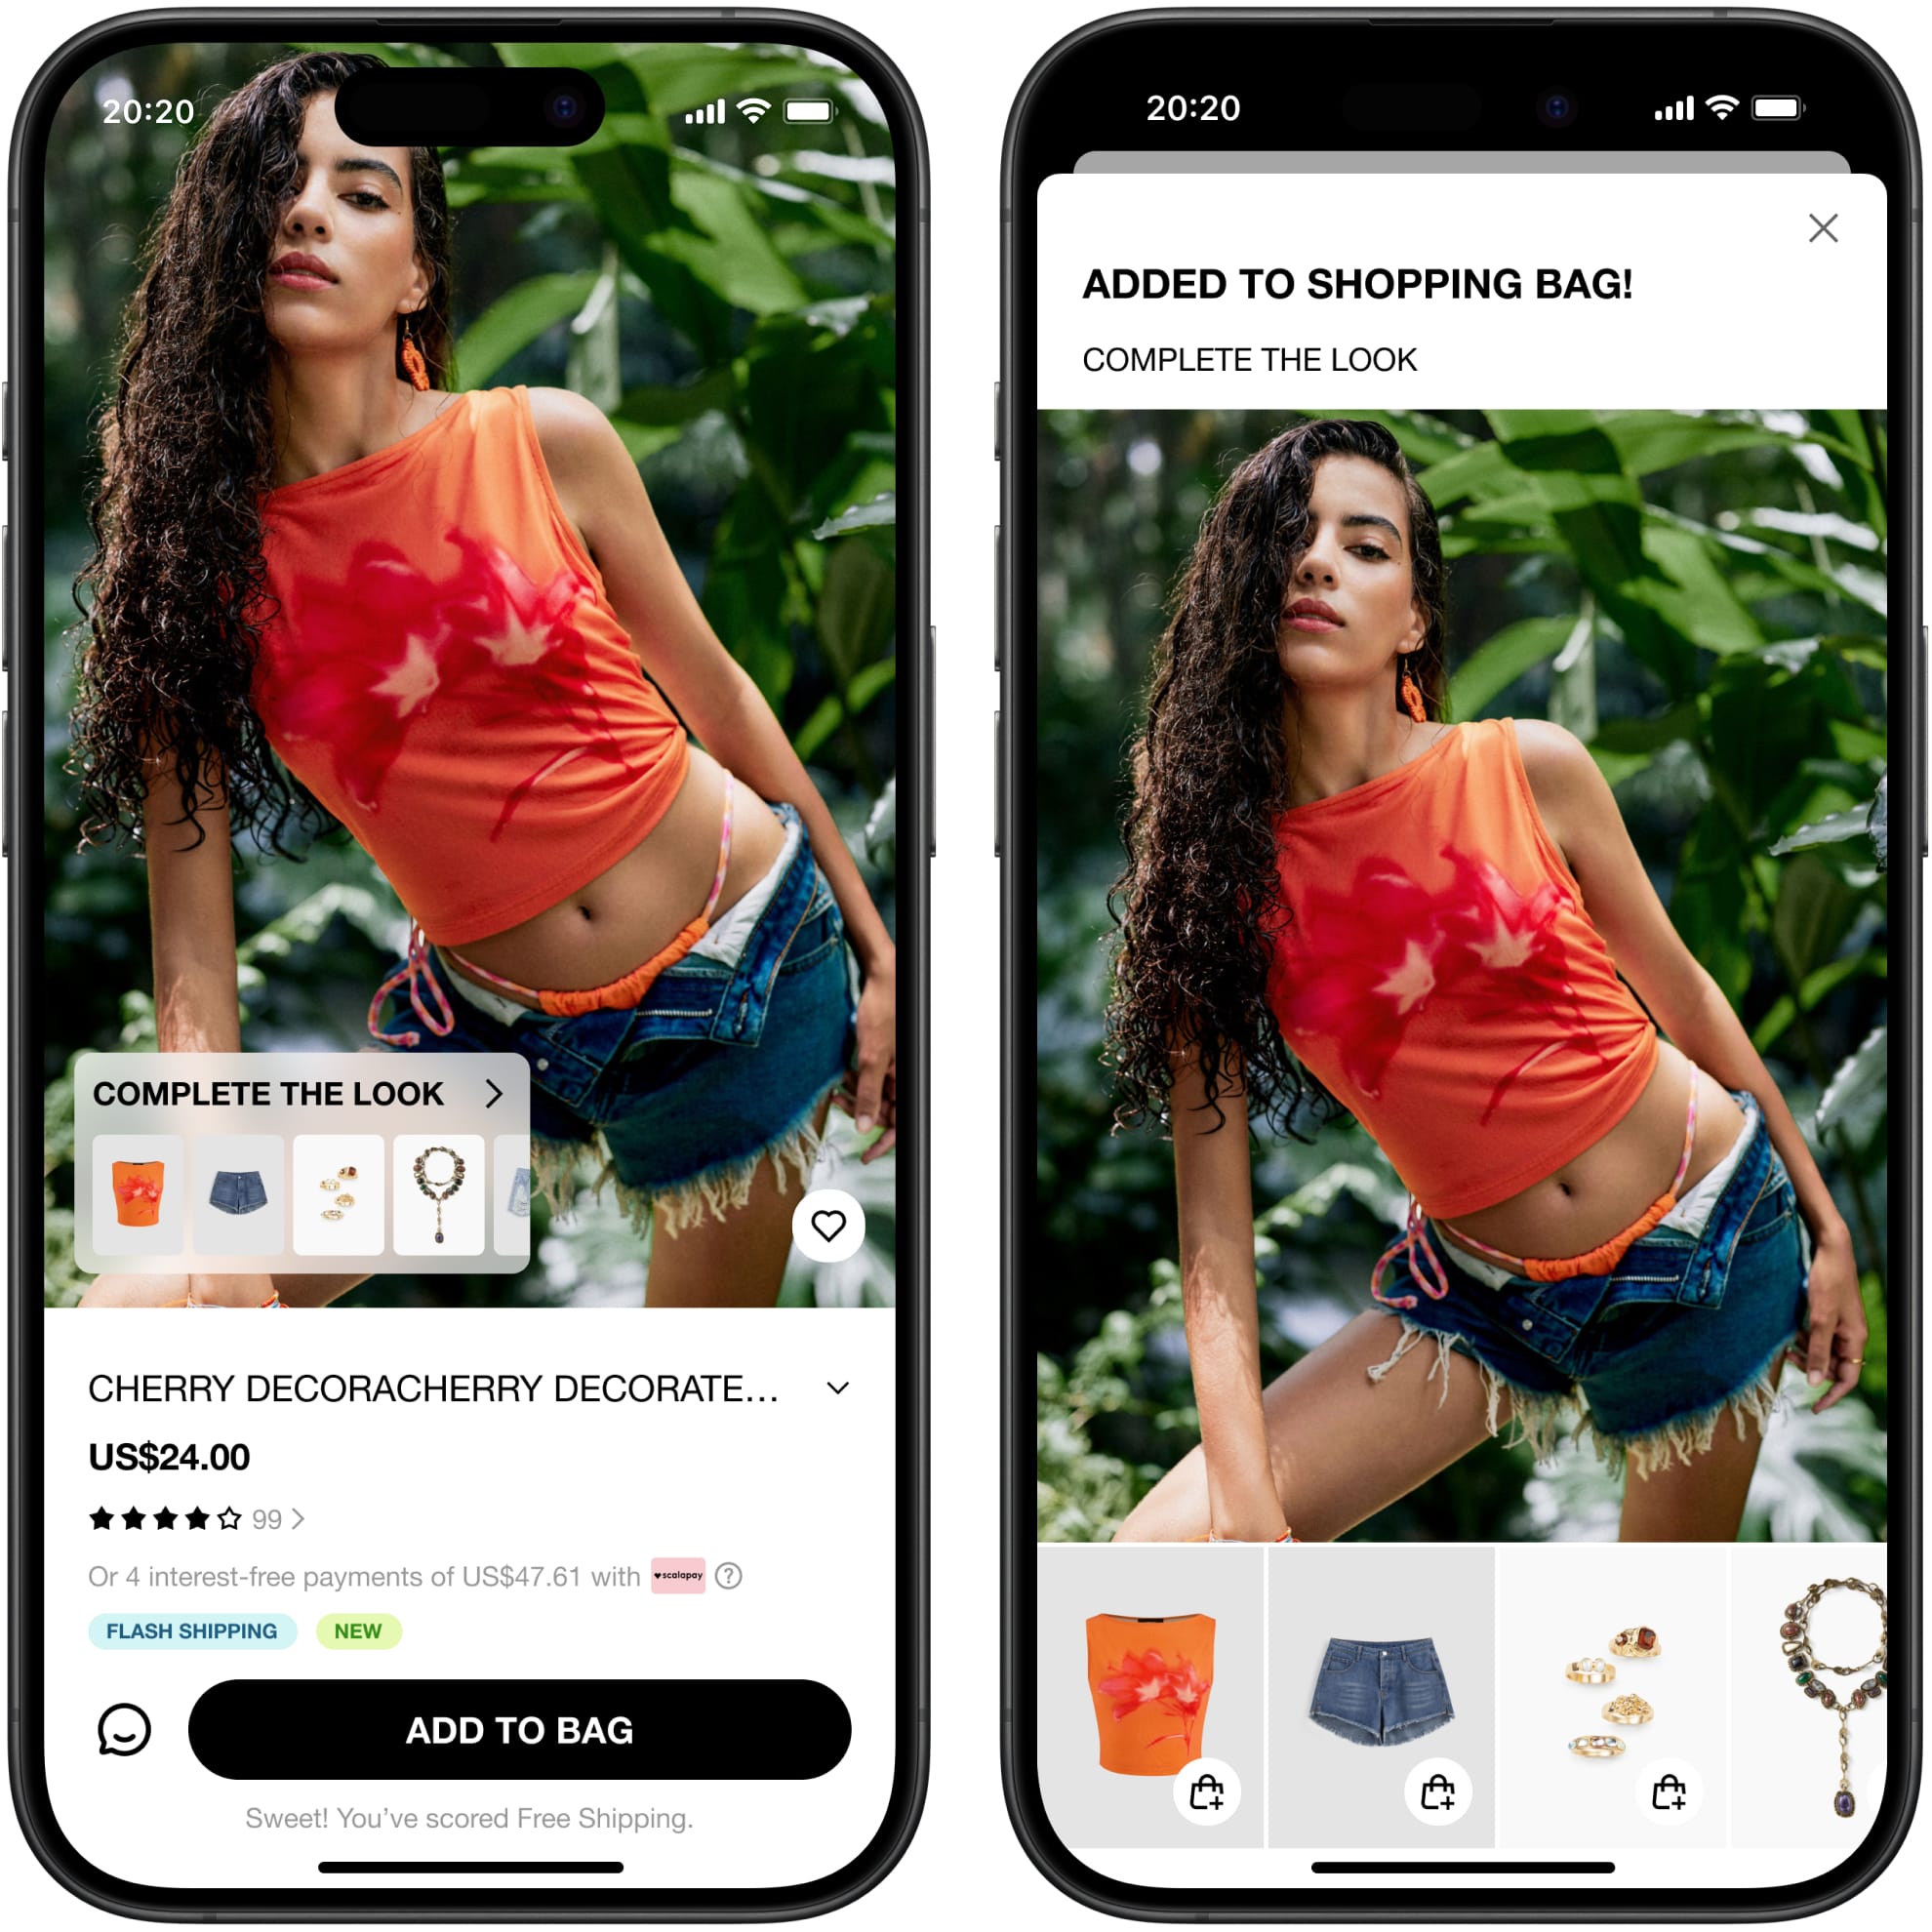 20:20
COMPLETE THE LOOK
CHERRY DECORACHERRY DECORATE...
US$24.00
99
Or 4 interest-free payments of US$47.61 with scalapay ?
FLASH SHIPPING NEW
ADD TO BAG
Sweet! You've scored Free Shipping.
20:20
ADDED TO SHOPPING BAG!
COMPLETE THE LOOK